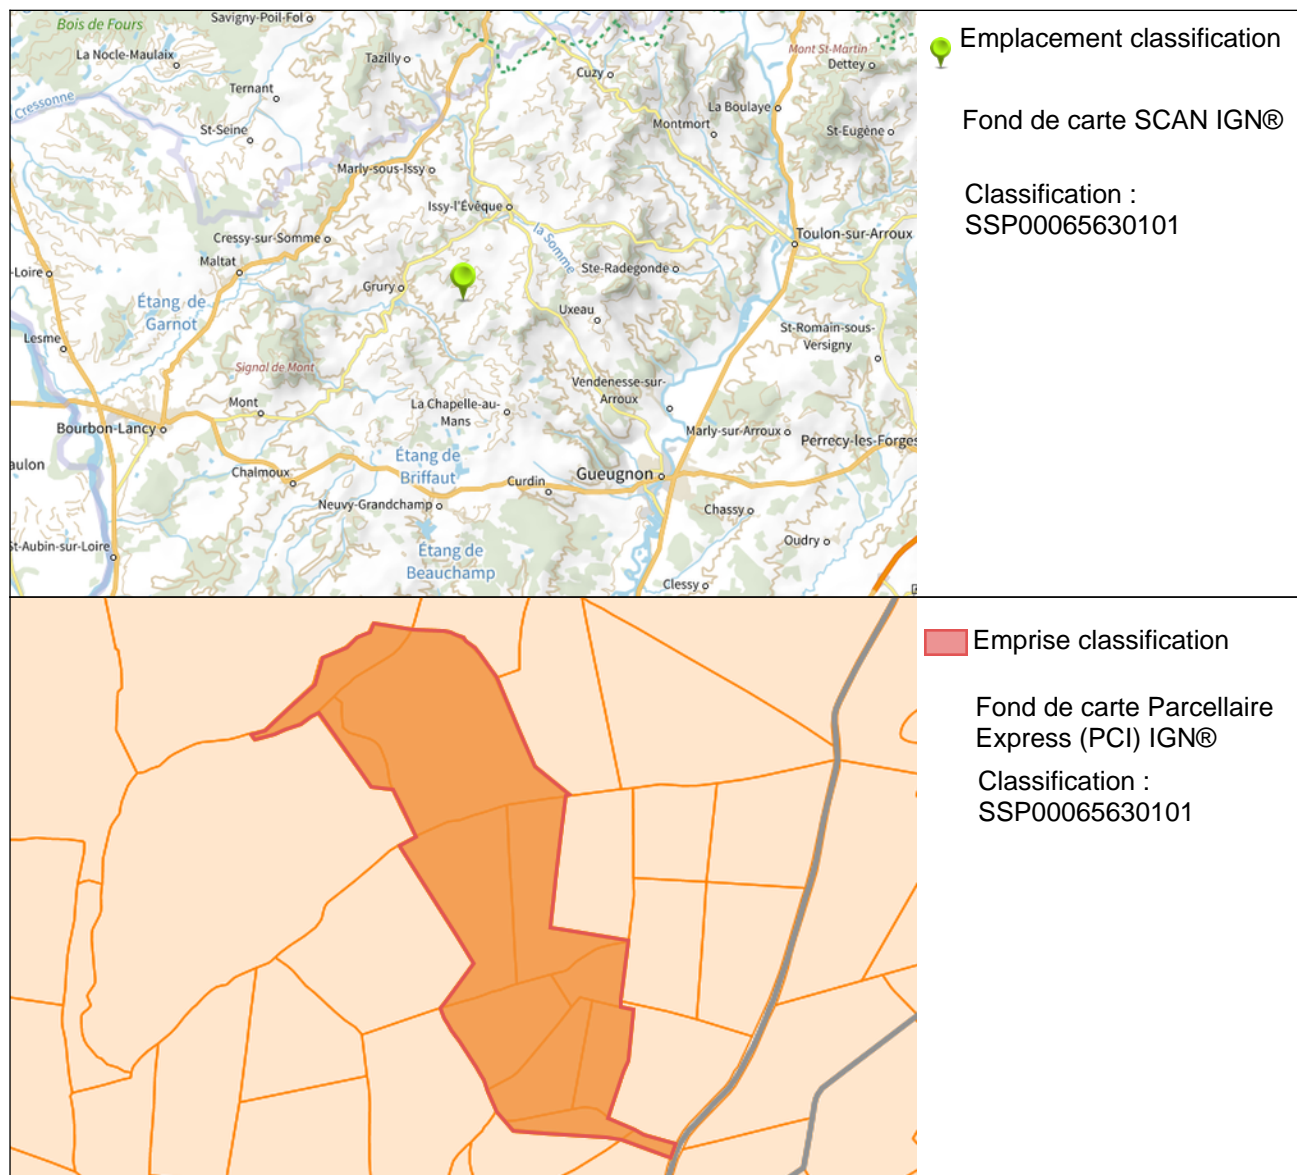 Bois de Fours
Savigny-Poil-Fol
La Nocle-Maulaix
Tazilly
Cressonne
Ternant
St-Seine
Cuzy
Mont St-Martin
Dettey
La Boulaye
Montmort
St-Eugène
Marly-sous-Issy
Issy-l'Évêque
la Somme
Cressy-sur-Somme
Maltat
Toulon-sur-Arroux
Ste-Radegonde
-Loire
Grury
Étang de
Garnot
Uxeau
St-Romain-sous-
Versigny
Lesme
Signal de Mont
Vendenesse-sur-
Arroux
Mont
La Chapelle-au-
Mans
Bourbon-Lancy
Marly-sur-Arroux
Perrecy-les-Forges
aulon
Étang de
Briffaut
Chalmoux
Gueugnon
Curdin
Neuvy-Grandchamp
Chassy
St-Aubin-sur-Loire
Étang de
Beauchamp
Oudry
Clessy
Emplacement classification
Fond de carte SCAN IGN®
Classification :
SSP00065630101
Emprise classification
Fond de carte Parcellaire
Express (PCI) IGN®
Classification :
SSP00065630101